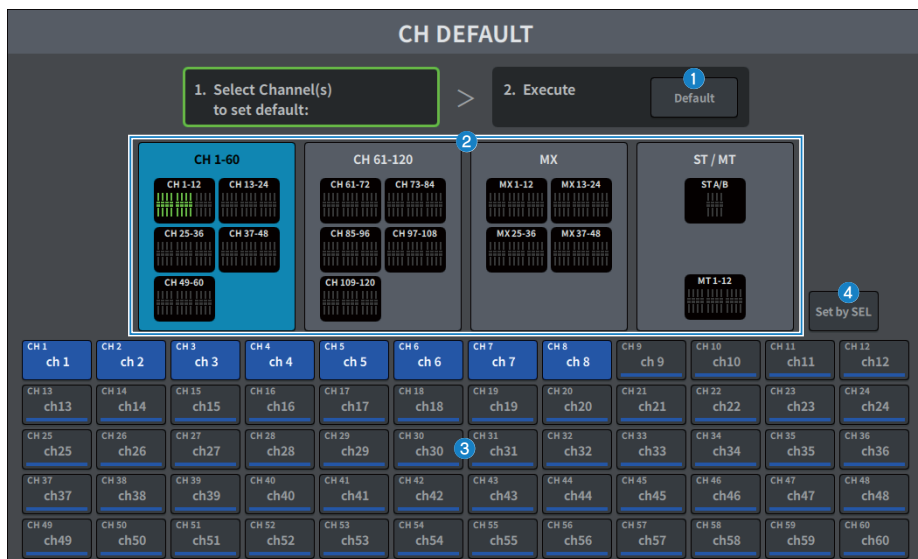 CH DEFAULT
1. Select Channel(s)
to set default:
>
2. Execute
1
Default
2
CH 1-60
CH 61-120
MX
ST / MT
CH 1-12 CH 13-24
CH 61-72 CH 73-84
MX 1-12 MX 13-24
ST A/B
CH 25-36 CH 37-48
CH 85-96 CH 97-108
MX 25-36 MX 37-48
CH 49-60
CH 109-120
MT 1-12
4
Set by SEL
CH 1 CH 2 CH 3 CH 4 CH 5 CH 6 CH 7 CH 8 CH 9 CH 10 CH 11 CH 12
ch 1 ch 2 ch 3 ch 4 ch 5 ch 6 ch 7 ch 8 ch 9 ch10 ch11 ch12
CH 13 CH 14 CH 15 CH 16 CH 17 CH 18 CH 19 CH 20 CH 21 CH 22 CH 23 CH 24
ch13 ch14 ch15 ch16 ch17 ch18 ch19 ch20 ch21 ch22 ch23 ch24
CH 25 CH 26 CH 27 CH 28 CH 29 CH 30 CH 31 CH 32 CH 33 CH 34 CH 35 CH 36
ch25 ch26 ch27 ch28 ch29 ch30 3 ch31 ch32 ch33 ch34 ch35 ch36
CH 37 CH 38 CH 39 CH 40 CH 41 CH 42 CH 43 CH 44 CH 45 CH 46 CH 47 CH 48
ch37 ch38 ch39 ch40 ch41 ch42 ch43 ch44 ch45 ch46 ch47 ch48
CH 49 CH 50 CH 51 CH 52 CH 53 CH 54 CH 55 CH 56 CH 57 CH 58 CH 59 CH 60
ch49 ch50 ch51 ch52 ch53 ch54 ch55 ch56 ch57 ch58 ch59 ch60